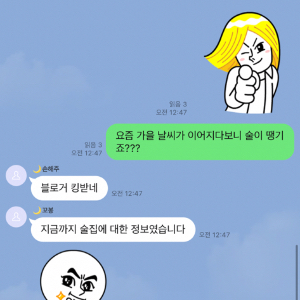 읽음 3
오전 12:47
읽음 3
오전 12:47
요즘 가을 날씨가 이어지다보니 술이 땡기
죠???
🌙손해주
블로거 킹받네
오전 12:47
🌙꼬붕
지금까지 술집에 대한 정보였습니다
오전 12:47